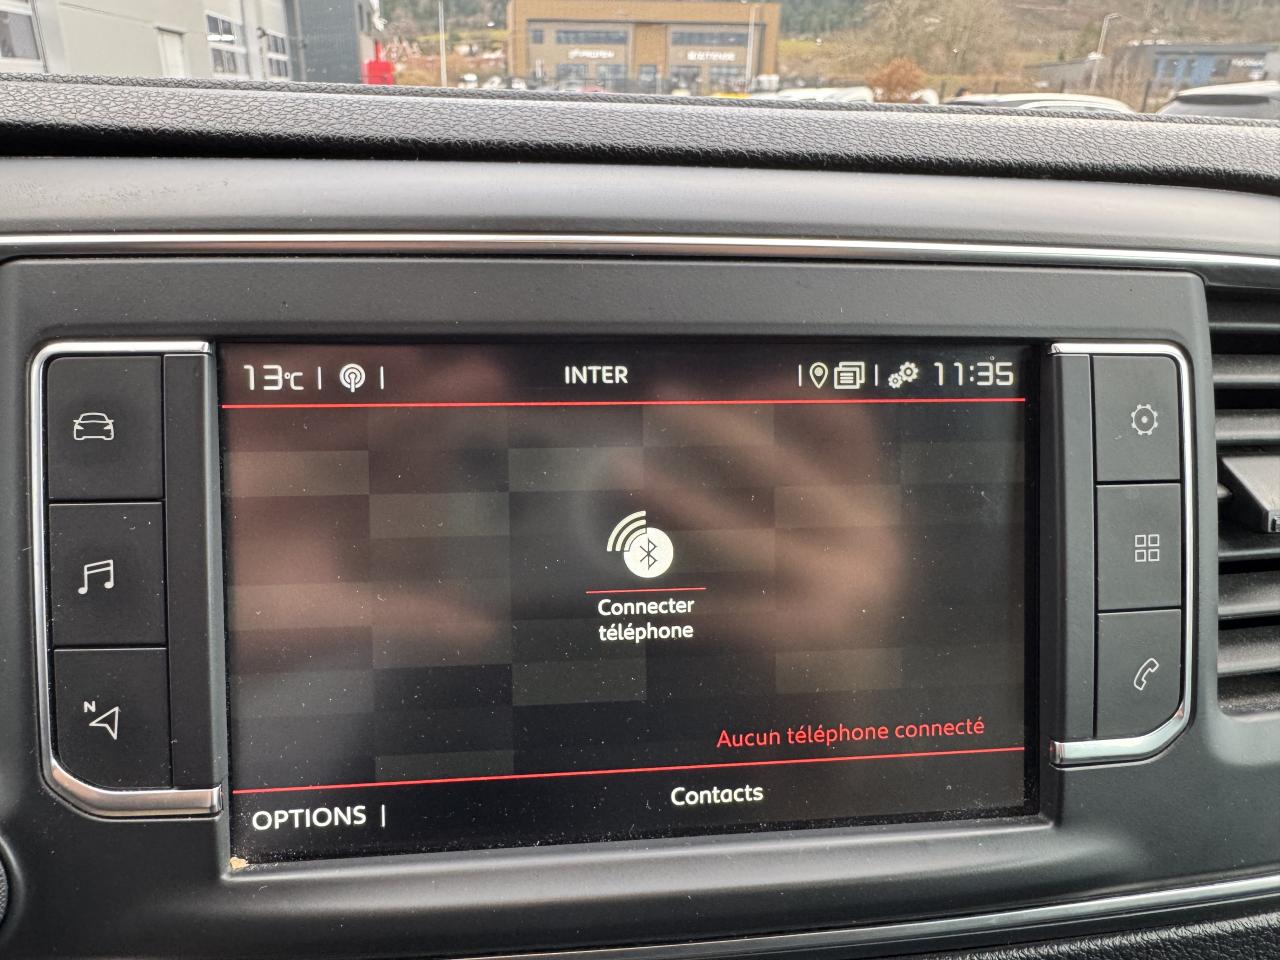 13°C
INTER
11:35
Connecter
téléphone
Aucun téléphone connecté
OPTIONS
Contacts
N